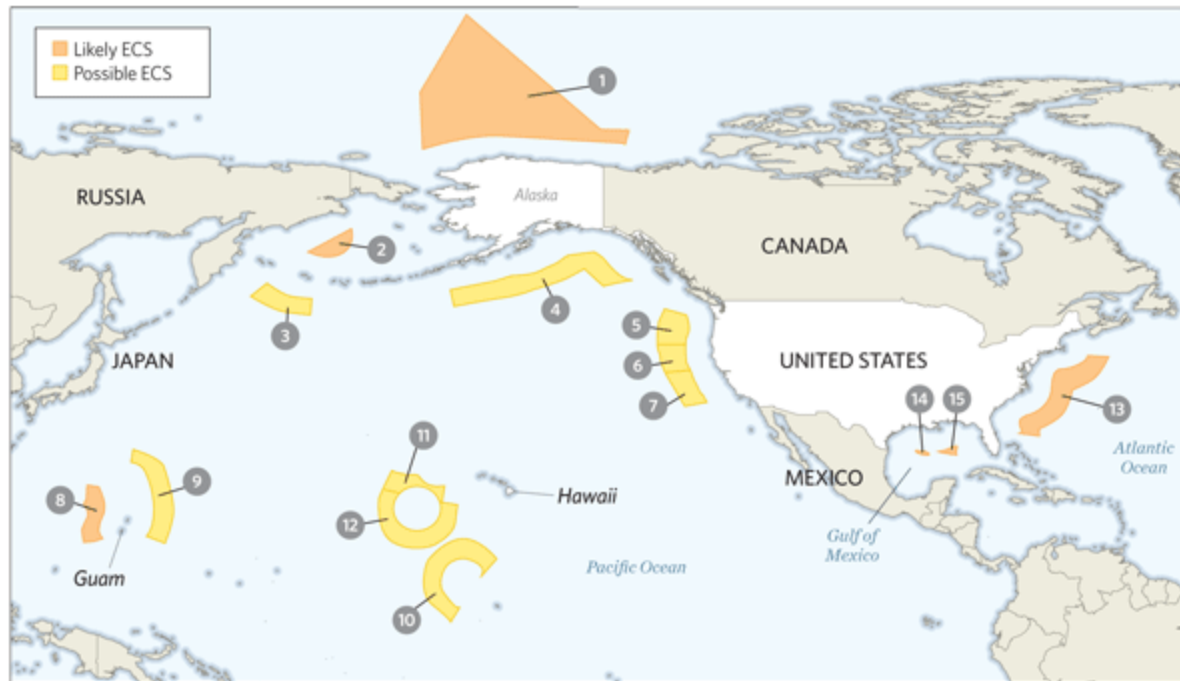 Likely ECS
Possible ECS
1
RUSSIA
Alaska
2
CANADA
3
4
5
JAPAN
6
UNITED STATES
7
14
15
13
11
Atlantic
Ocean
9
8
MEXICO
Hawaii
12
Gulf of
Mexico
Guam
Pacific Ocean
10